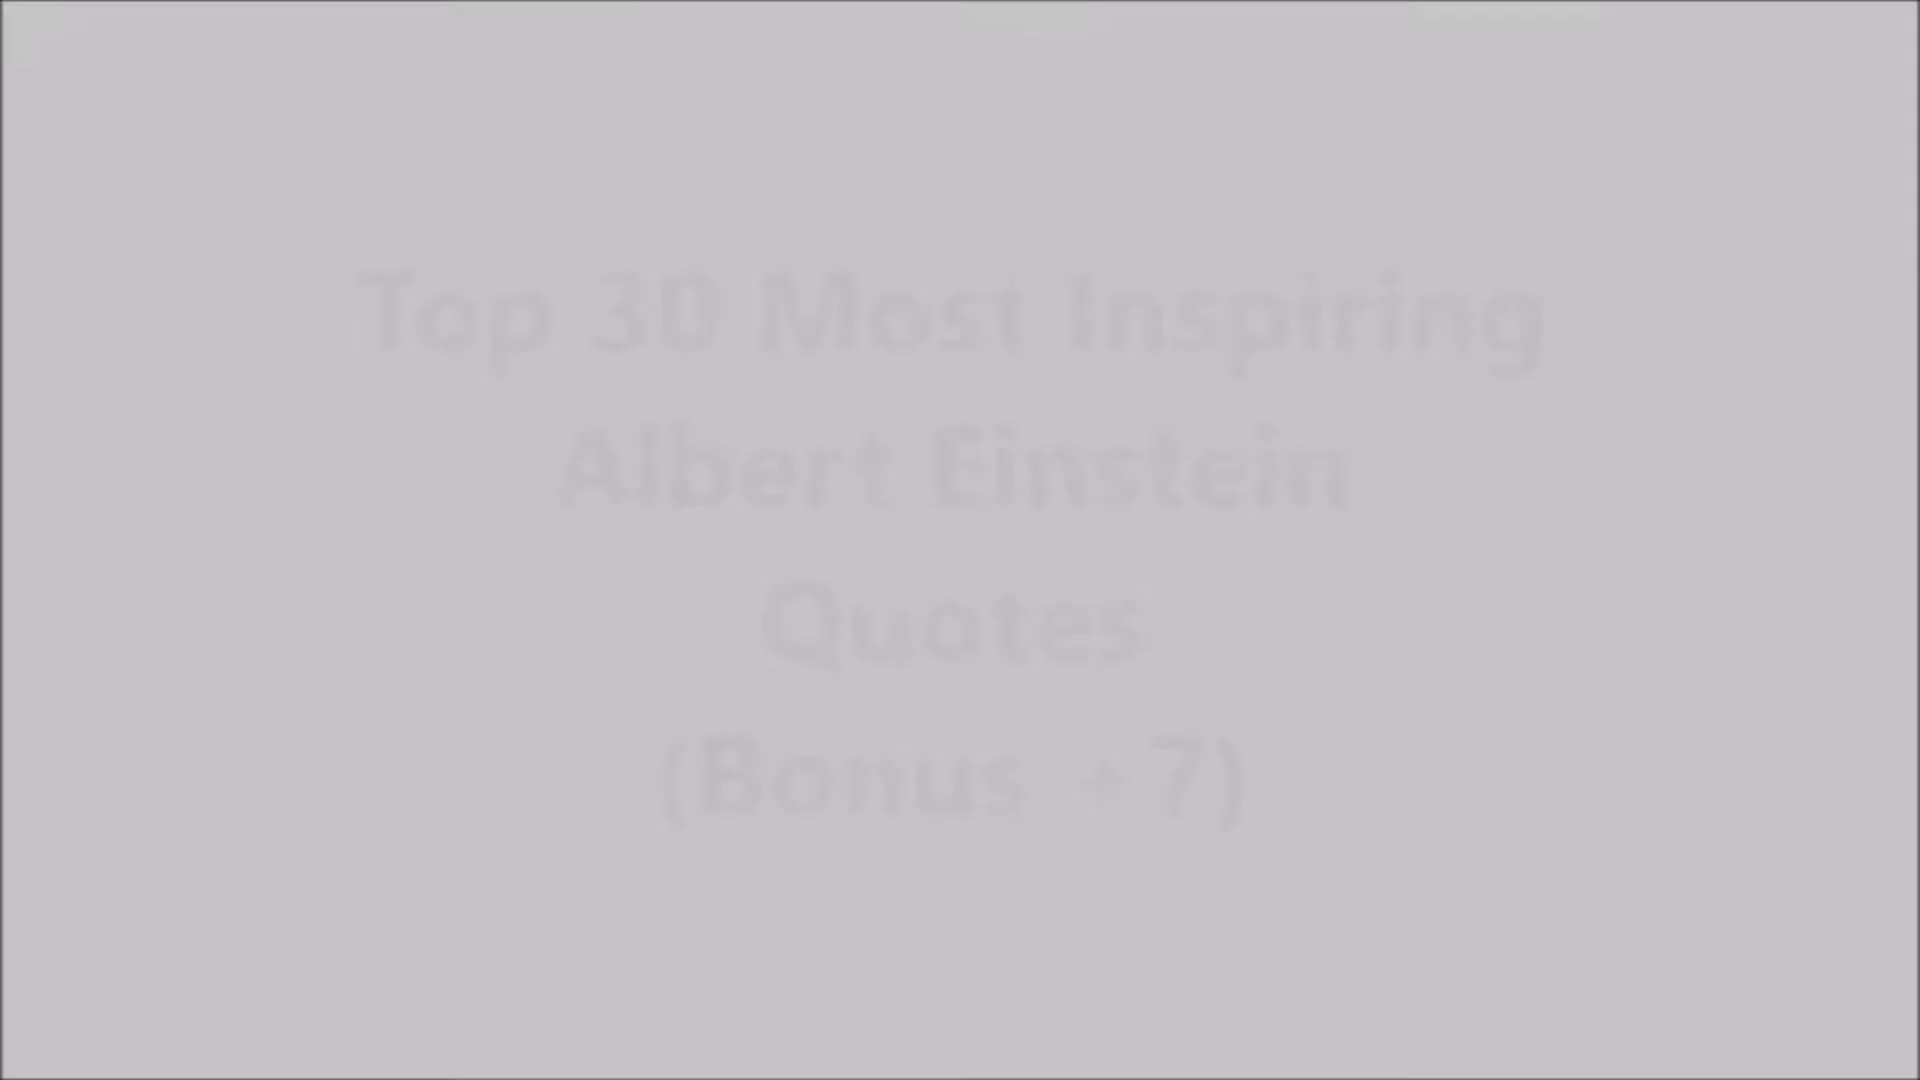 Top 30 Most Inspiring
Albert Einstein
Quotes
(Bonus +7)